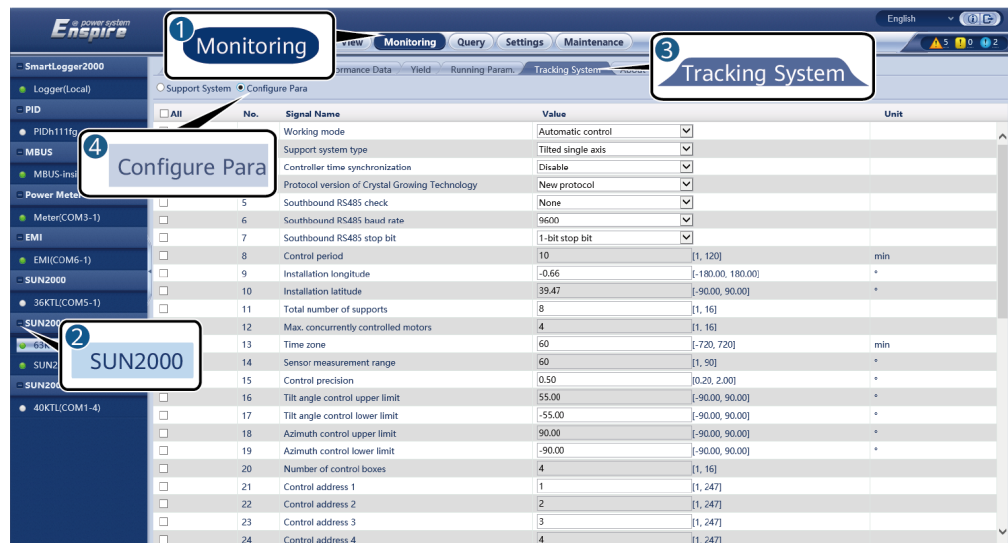 Enspire power system
English
1 Monitoring
View Monitoring Query Settings Maintenance
5 0 2
3 Tracking System
SmartLogger2000
Logger(Local)
PID
PIDh111fg
MBUS
MBUS-insi
Power Meter
Meter(COM3-1)
EMI
EMI(COM6-1)
SUN2000
36KTL(COM5-1)
SUN200
63K
SUN2
SUN200
40KTL(COM1-4)
2 SUN2000
ormance Data Yield Running Param. Tracking System About
Support System Configure Para
4 Configure Para
All No. Signal Name Value Unit
Working mode Automatic control
Support system type Tilted single axis
Controller time synchronization Disable
Protocol version of Crystal Growing Technology New protocol
5 Southbound RS485 check None
6 Southbound RS485 baud rate 9600
7 Southbound RS485 stop bit 1-bit stop bit
8 Control period 10 [1, 120] min
9 Installation longitude -0.66 [-180.00, 180.00] °
10 Installation latitude 39.47 [-90.00, 90.00] °
11 Total number of supports 8 [1, 16]
12 Max. concurrently controlled motors 4 [1, 16]
13 Time zone 60 [-720, 720] min
14 Sensor measurement range 60 [1, 90] °
15 Control precision 0.50 [0.20, 2.00] °
16 Tilt angle control upper limit 55.00 [-90.00, 90.00] °
17 Tilt angle control lower limit -55.00 [-90.00, 90.00] °
18 Azimuth control upper limit 90.00 [-90.00, 90.00] °
19 Azimuth control lower limit -90.00 [-90.00, 90.00] °
20 Number of control boxes 4 [1, 16]
21 Control address 1 1 [1, 247]
22 Control address 2 2 [1, 247]
23 Control address 3 3 [1, 247]
24 Control address 4 4 [1, 247]